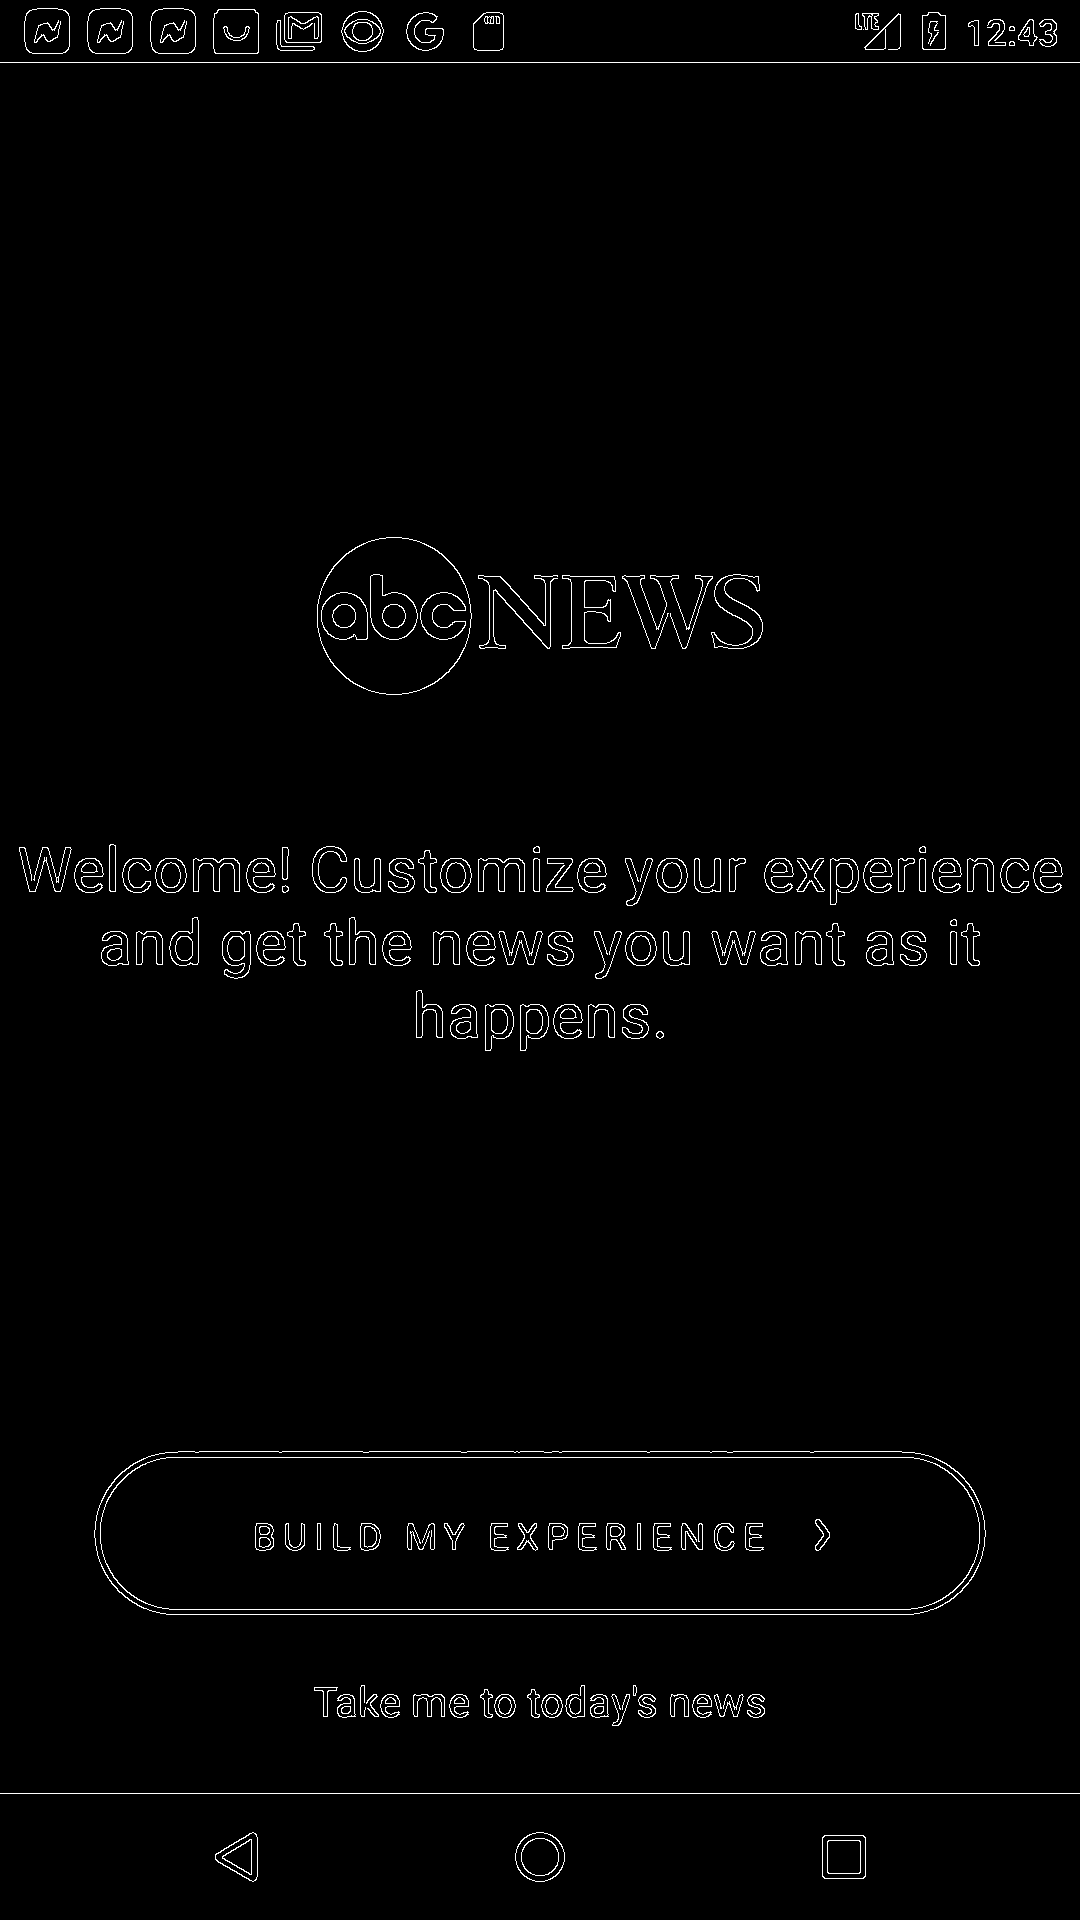 LTE 12:43
abc NEWS
Welcome! Customize your experience
and get the news you want as it
happens.
BUILD MY EXPERIENCE
Take me to today's news